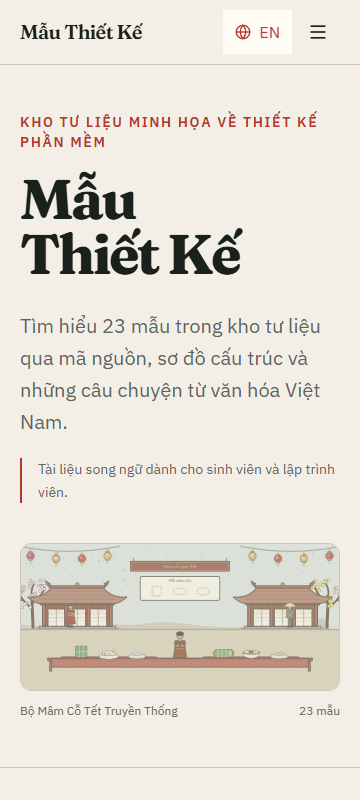 Mẫu Thiết Kế
EN
KHO TƯ LIỆU MINH HỌA VỀ THIẾT KẾ
PHẦN MỀM
Mẫu
Thiết Kế
Tìm hiểu 23 mẫu trong kho tư liệu
qua mã nguồn, sơ đồ cấu trúc và
những câu chuyện từ văn hóa Việt
Nam.
Tài liệu song ngữ dành cho sinh viên và lập trình
viên.
Bộ Mâm Cỗ Tết Truyền Thống
23 mẫu